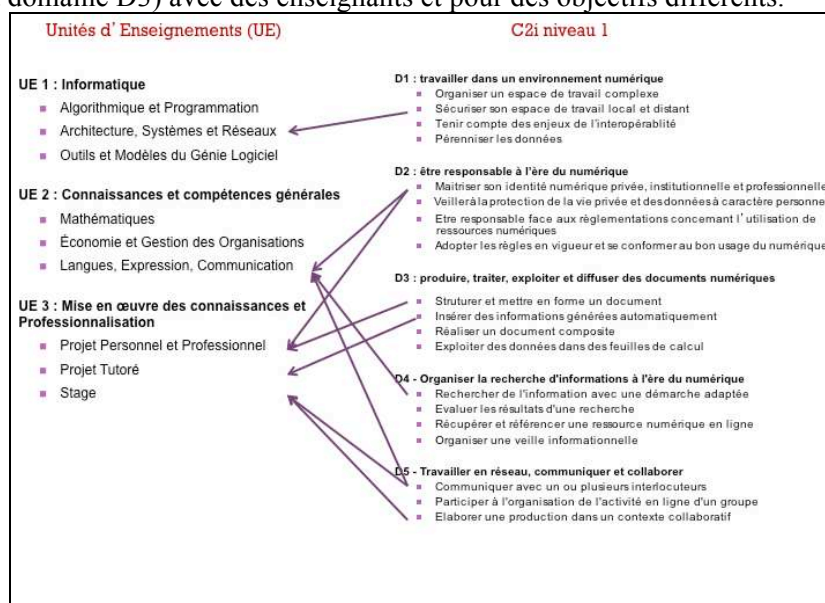 domaine D5) avec des enseignants et pour des objectifs différents.
Unités d’Enseignements (UE)
UE 1 : Informatique
Algorithmique et Programmation
Architecture, Systèmes et Réseaux
Outils et Modèles du Génie Logiciel
UE 2 : Connaissances et compétences générales
Mathématiques
Économie et Gestion des Organisations
Langues, Expression, Communication
UE 3 : Mise en œuvre des connaissances et
Professionnalisation
Projet Personnel et Professionnel
Projet Tutoré
Stage
C2i niveau 1
D1 : travailler dans un environnement numérique
Organiser un espace de travail complexe
Sécuriser son espace de travail local et distant
Tenir compte des enjeux de l'interopéráblité
Pérenniser les données
D2 : être responsable à l'ère du numérique
Maitriser son identité numérique privée, institutionnelle et professionnelle
Veiller à la protection de la vie privée et des données à caractère personne
Etre responsable face aux règlementations concernant l’utilisation de
ressources numériques
Adopter les règles en vigueur et se conformer au bon usage du numérique
D3 : produire, traiter, exploiter et diffuser des documents numériques
Struturer et mettre en forme un document
Insérer des informations générées automatiquement
Réaliser un document composite
Exploiter des données dans des feuilles de calcul
D4 - Organiser la recherche d'informations à l'ère du numérique
Rechercher de l'information avec une démarche adaptée
Evaluer les résultats d'une recherche
Récupérer et référencer une ressource numérique en ligne
Organiser une veille informationnelle
D5 - Travailler en réseau, communiquer et collaborer
Communiquer avec un ou plusieurs interlocuteurs
Participer à l'organisation de l'activité en ligne d'un groupe
Elaborer une production dans un contexte collaboratif